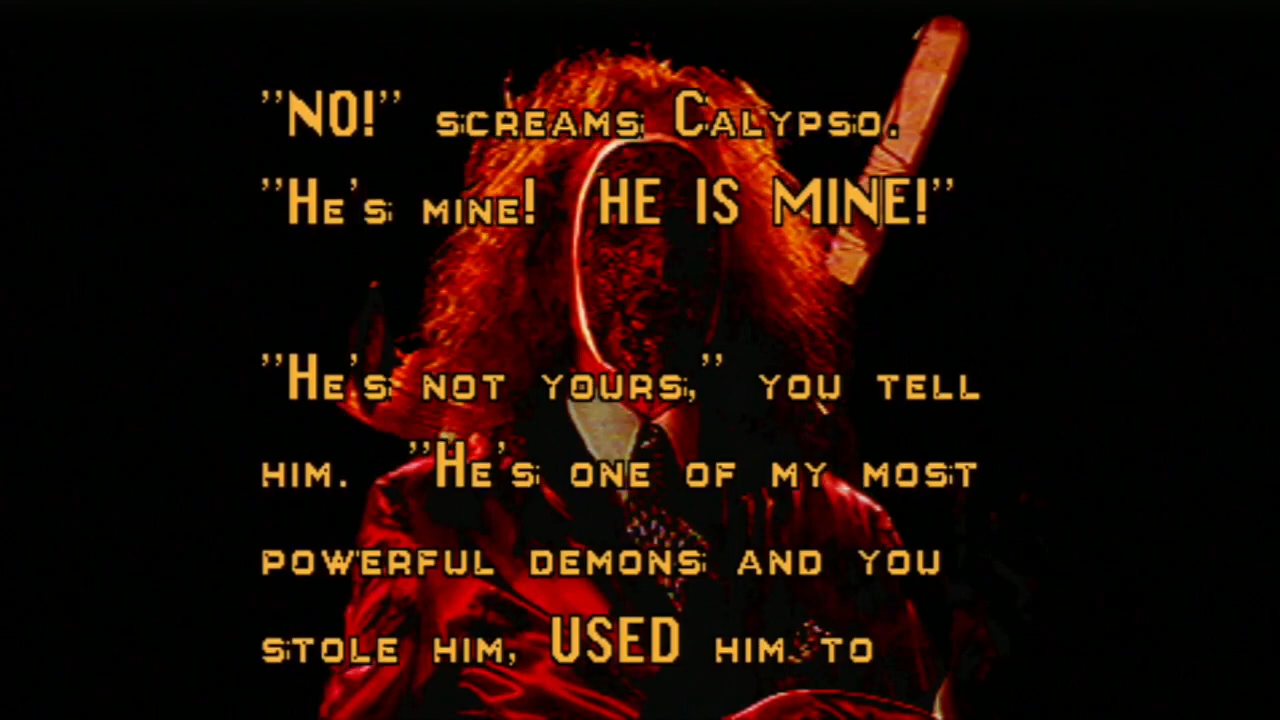 "NO!" screams Calypso.
"He's mine!  HE IS MINE!"
"He's not yours," you tell
him.  "He's one of my most
powerful demons and you
stole him, USED him to